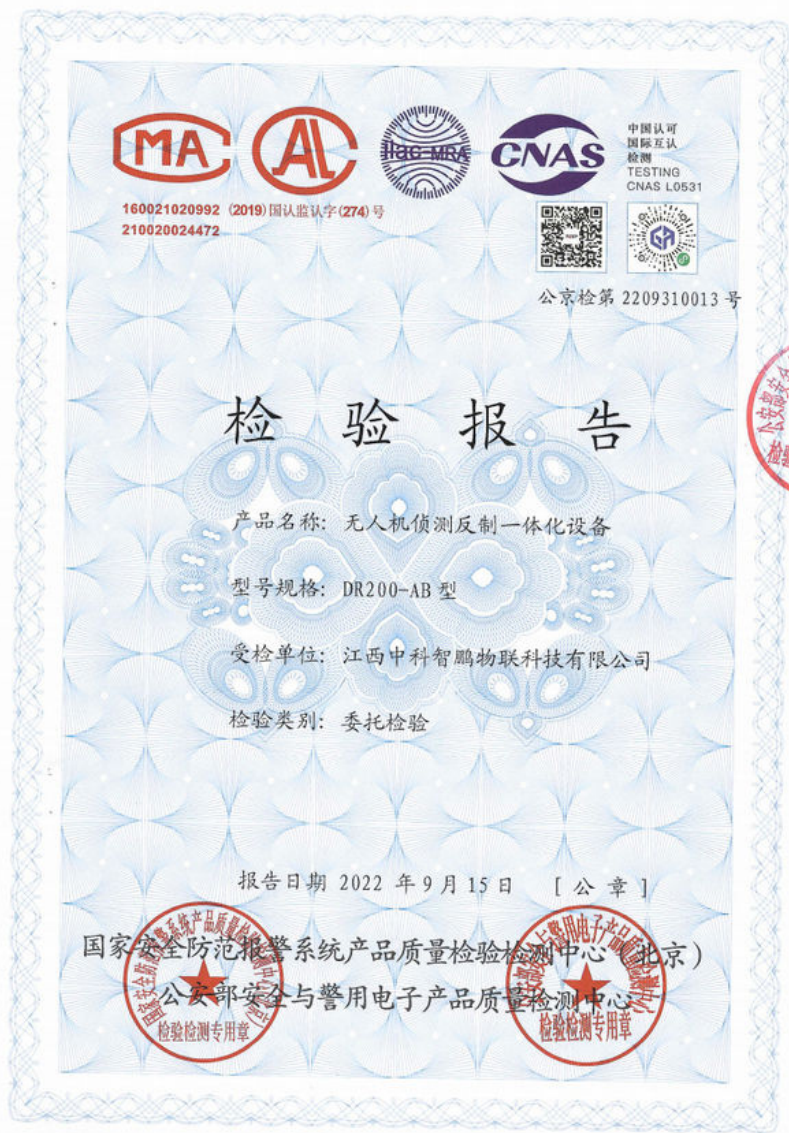 MA
AL
ilac-MRA
CNAS
中国认可
国际互认
检测
TESTING
CNAS L0531
160021020992 (2019)国认监认字(274)号
210020024472
公京检第 2209310013 号
检验报告
产品名称: 无人机侦测反制一体化设备
型号规格: DR200-AB 型
受检单位: 江西中科智鹏物联科技有限公司
检验类别: 委托检验
报告日期 2022 年 9 月 15 日 [公章]
国家安全防范报警系统产品质量检验检测中心(北京)
公安部安全与警用电子产品质量检测中心
检验检测专用章
检验检测专用章